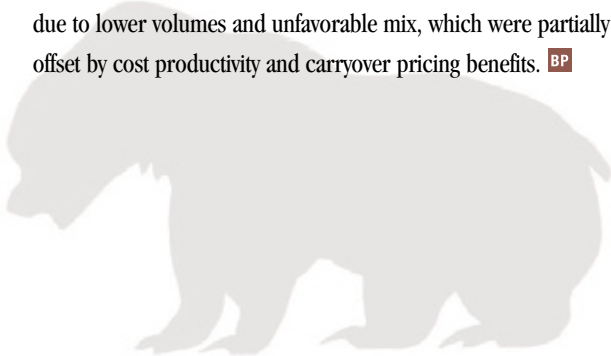 due to lower volumes and unfavorable mix, which were partially
offset by cost productivity and carryover pricing benefits. BP